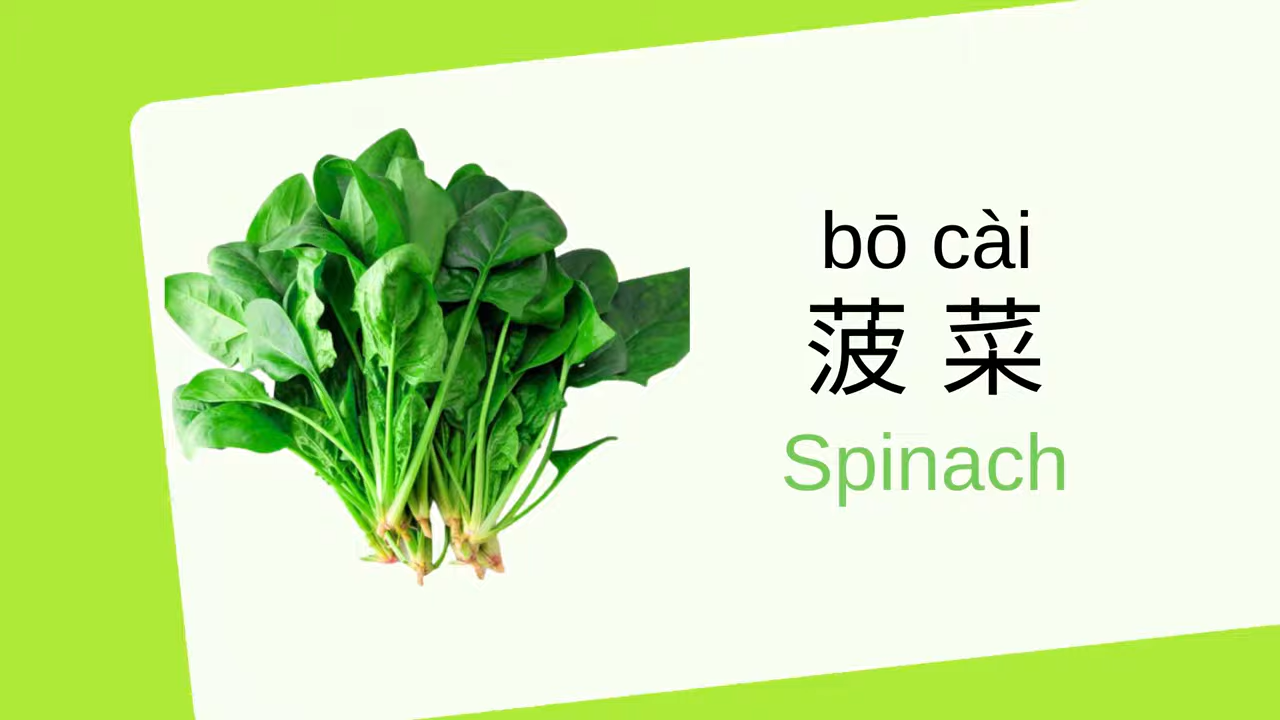 bō cài
菠 菜
Spinach